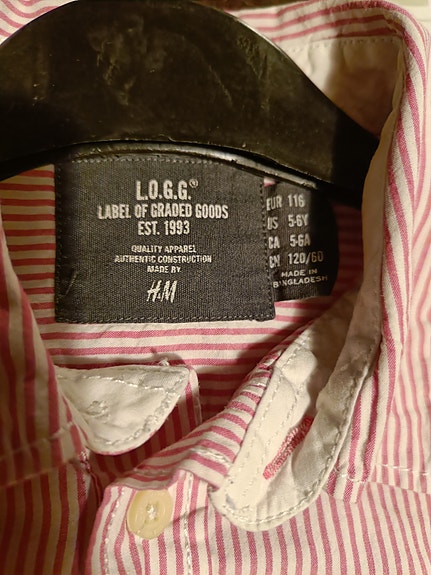 L.O.G.G.®
LABEL OF GRADED GOODS
EST. 1993
QUALITY APPAREL
AUTHENTIC CONSTRUCTION
MADE BY
H&M
EUR 116
US 5-6Y
CA 5-6A
CN 120/60
MADE IN
BANGLADESH